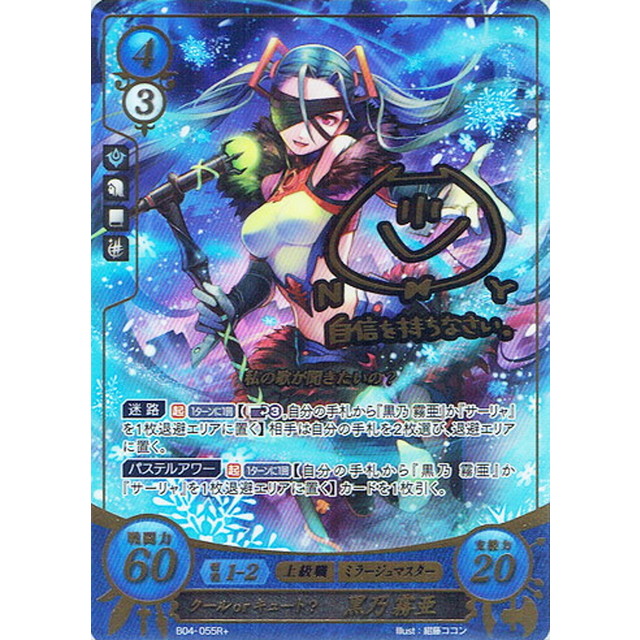 4
3
N N Y
自信を持ちなさい。
私の歌が聞きたいの？
迷路 起 1ターンに1回【3,自分の手札から『黒乃 霧亜』か『サーリャ』
を1枚退避エリアに置く】相手は自分の手札を2枚選び、退避エリア
に置く。
パステルアワー 起 1ターンに1回【自分の手札から『黒乃 霧亜』か
『サーリャ』を1枚退避エリアに置く】カードを1枚引く。
戦闘力 60
射程 1-2
上級職 ミラージュマスター
支援力 20
クール or キュート? 黒乃 霧亜
B04-055R+
Illust：紺藤ココン